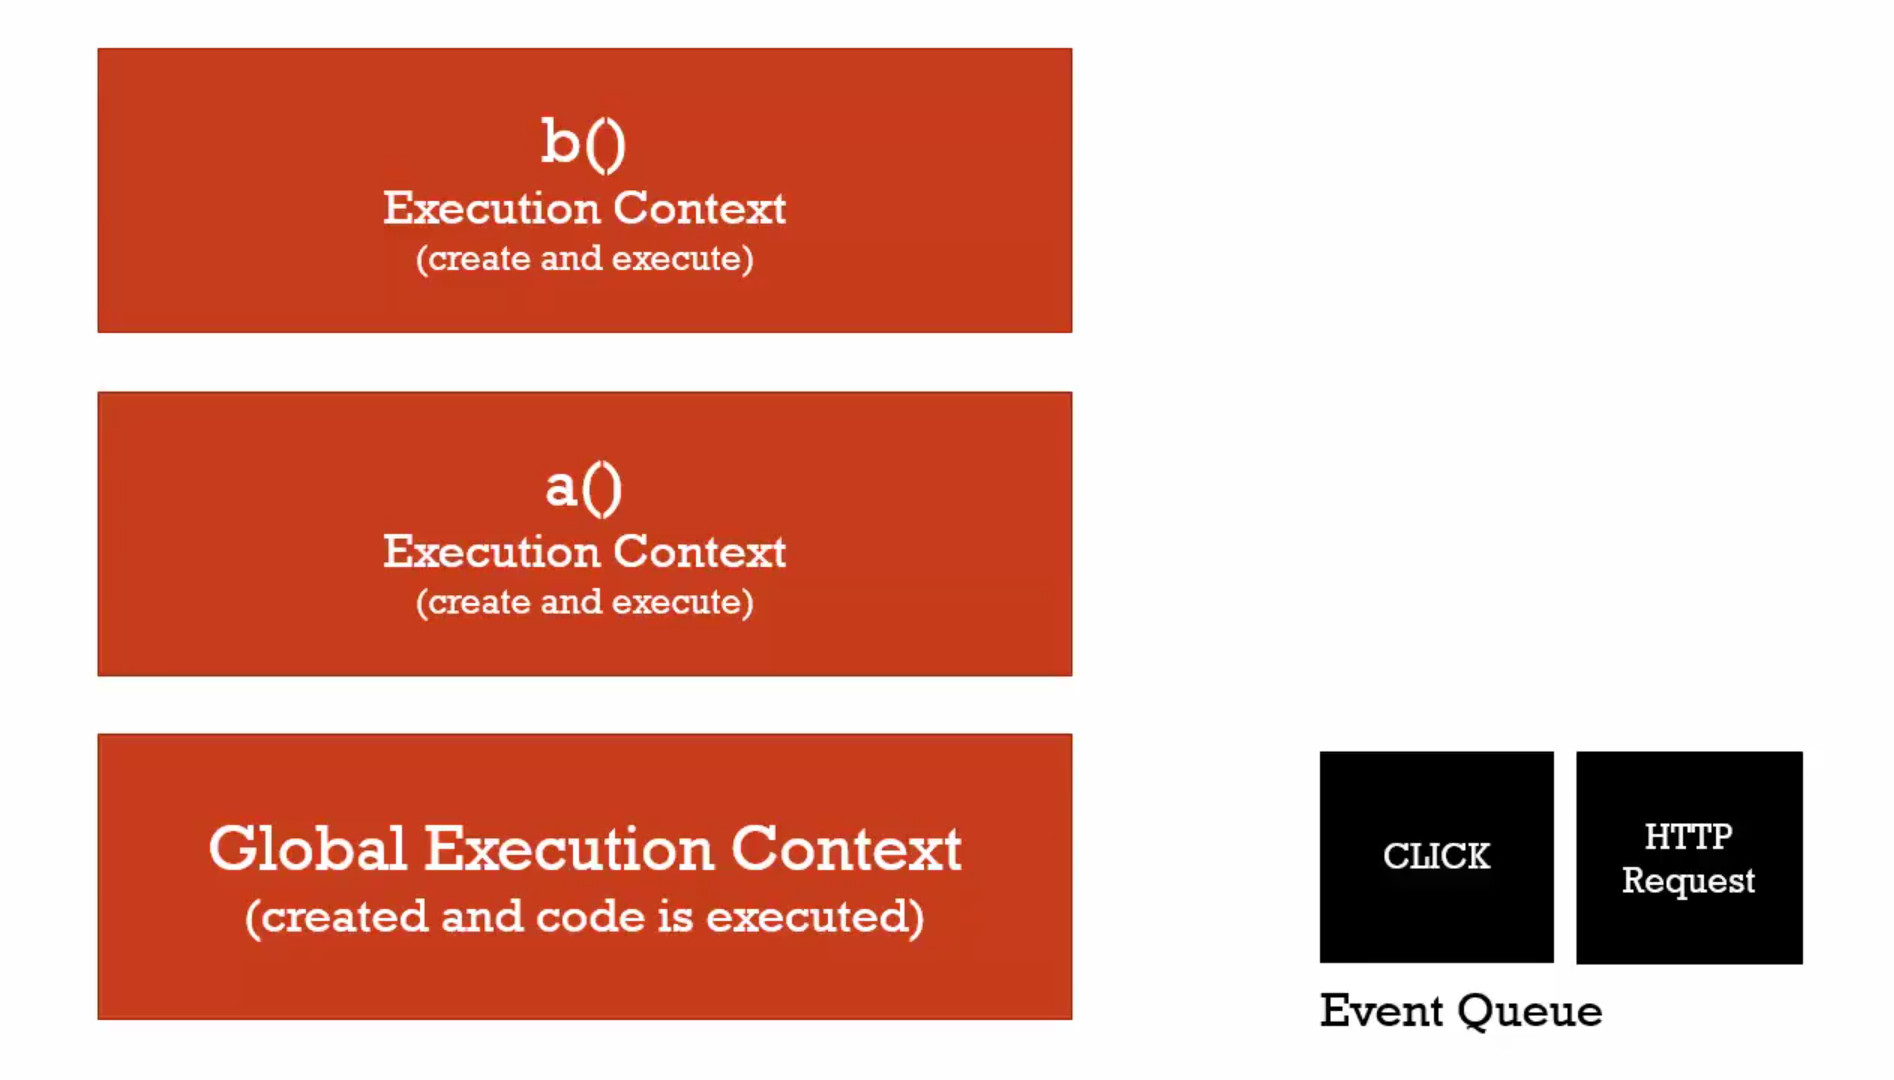 b()
Execution Context
(create and execute)
a()
Execution Context
(create and execute)
Global Execution Context
(created and code is executed)
CLICK
HTTP
Request
Event Queue